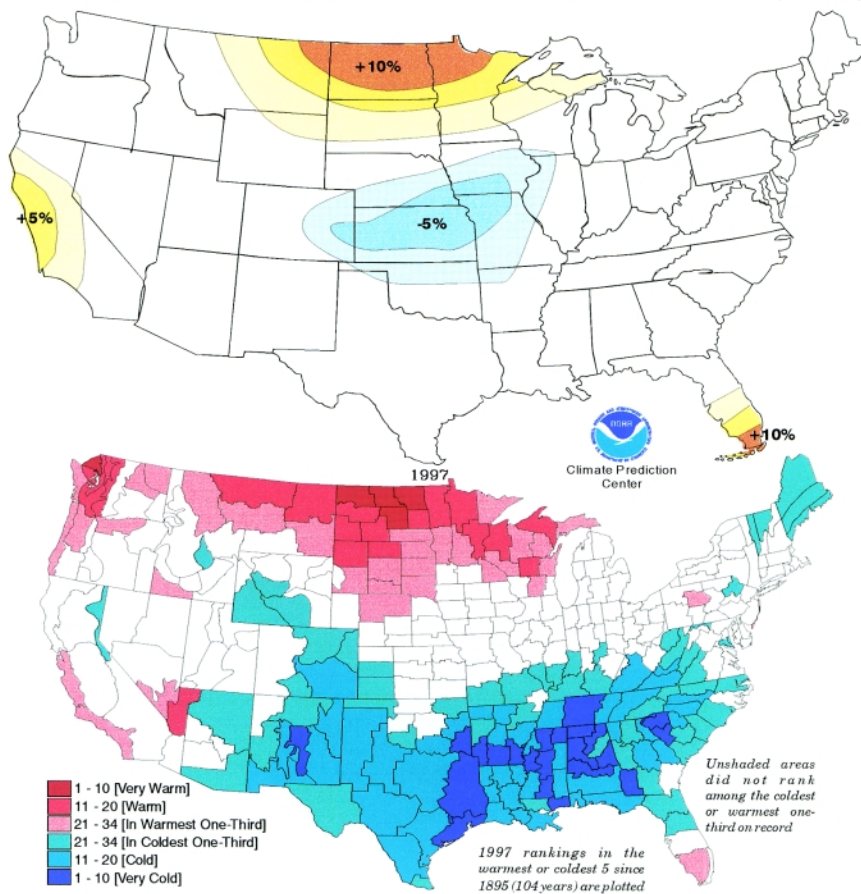 +10%
+5%
-5%
+10%
NOAA
Climate Prediction
Center
1997
1 - 10 [Very Warm]
11 - 20 [Warm]
21 - 34 [In Warmest One-Third]
21 - 34 [In Coldest One-Third]
11 - 20 [Cold]
1 - 10 [Very Cold]
Unshaded areas
did not rank
among the coldest
or warmest one-
third on record
1997 rankings in the
warmest or coldest 5 since
1895 (104 years) are plotted